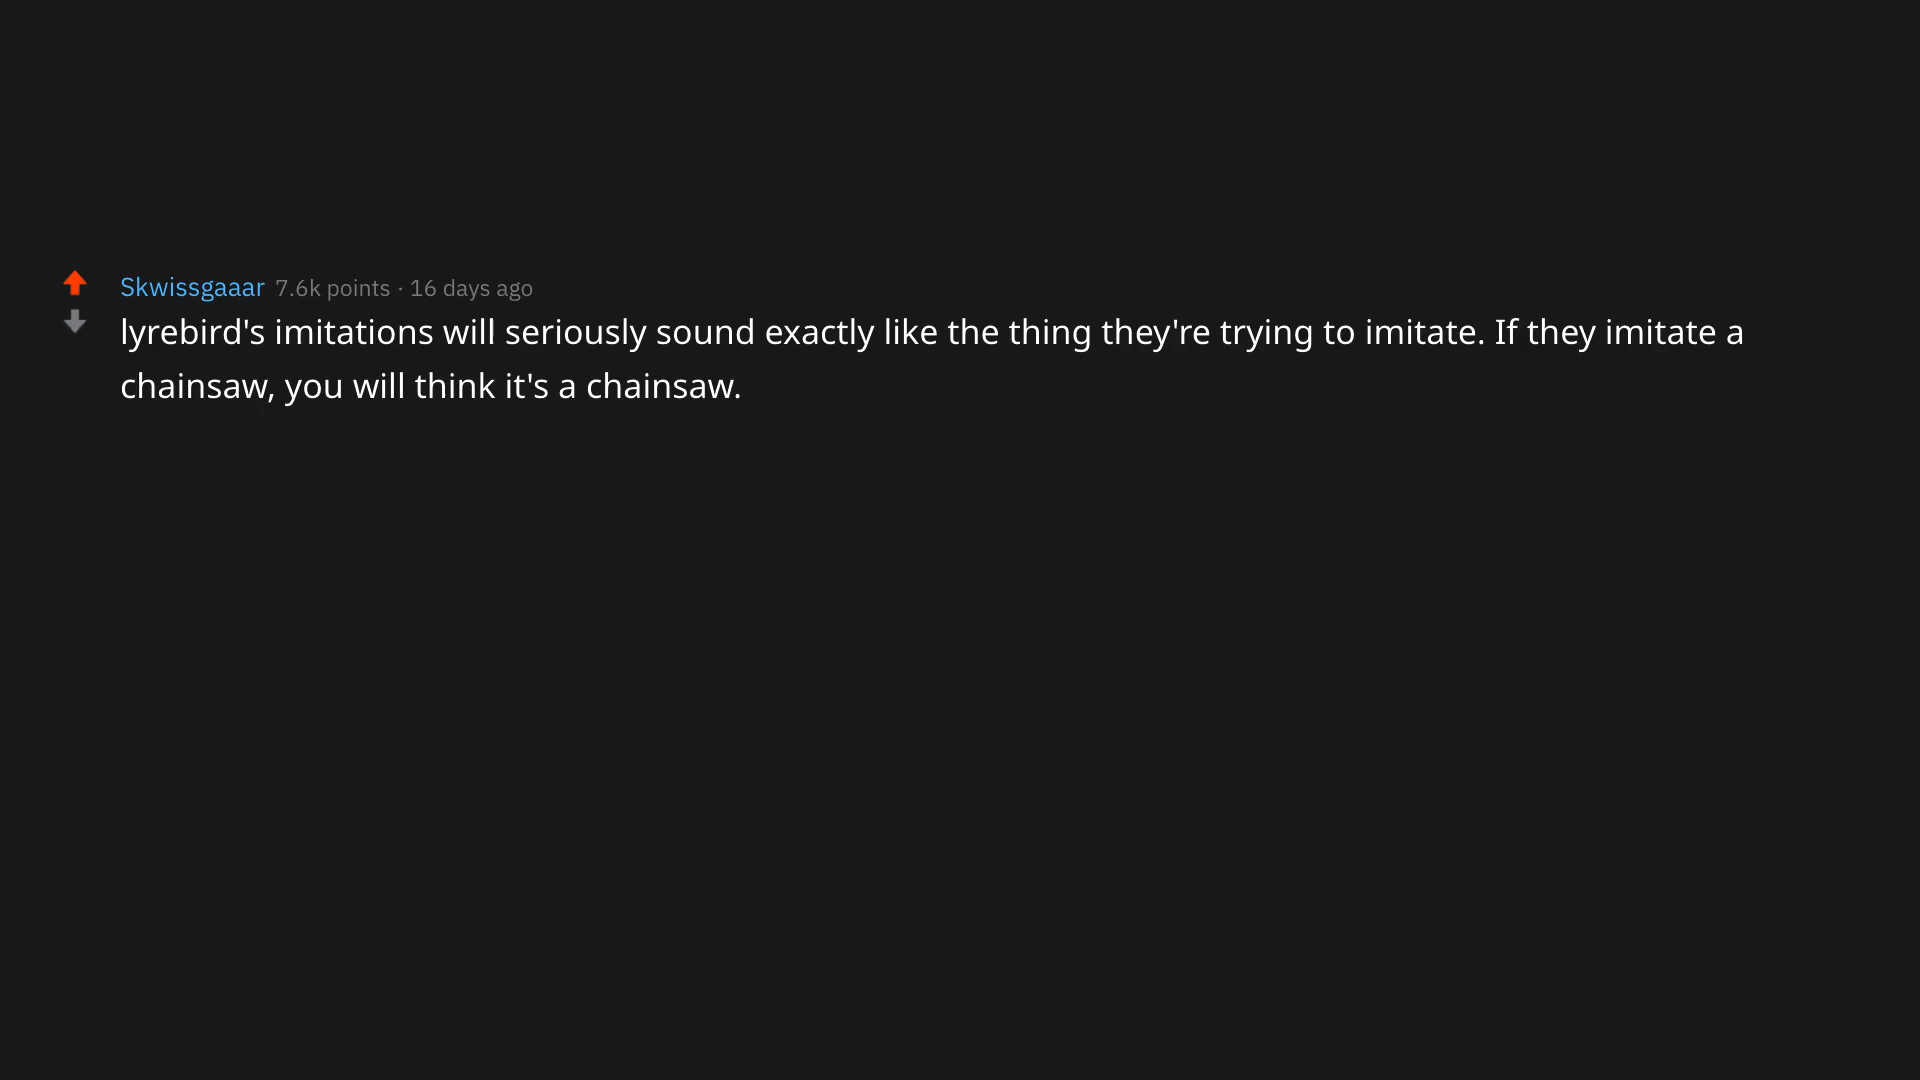 Skwissgaaar 7.6k points · 16 days ago
lyrebird's imitations will seriously sound exactly like the thing they're trying to imitate. If they imitate a
chainsaw, you will think it's a chainsaw.